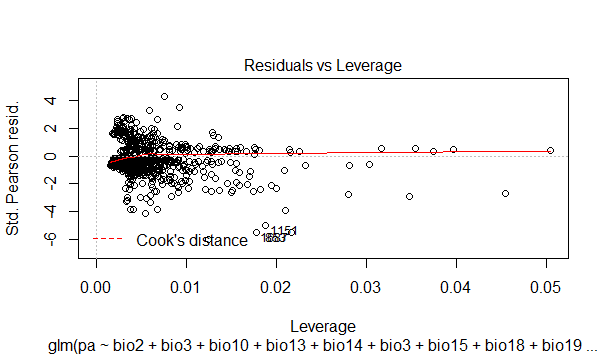 Residuals vs Leverage
Std. Pearson resid.
4
2
0
-2
-4
-6
1151
Cook's distance
0.00 0.01 0.02 0.03 0.04 0.05
Leverage
glm(pa ~ bio2 + bio3 + bio10 + bio13 + bio14 + bio3 + bio15 + bio18 + bio19 ...